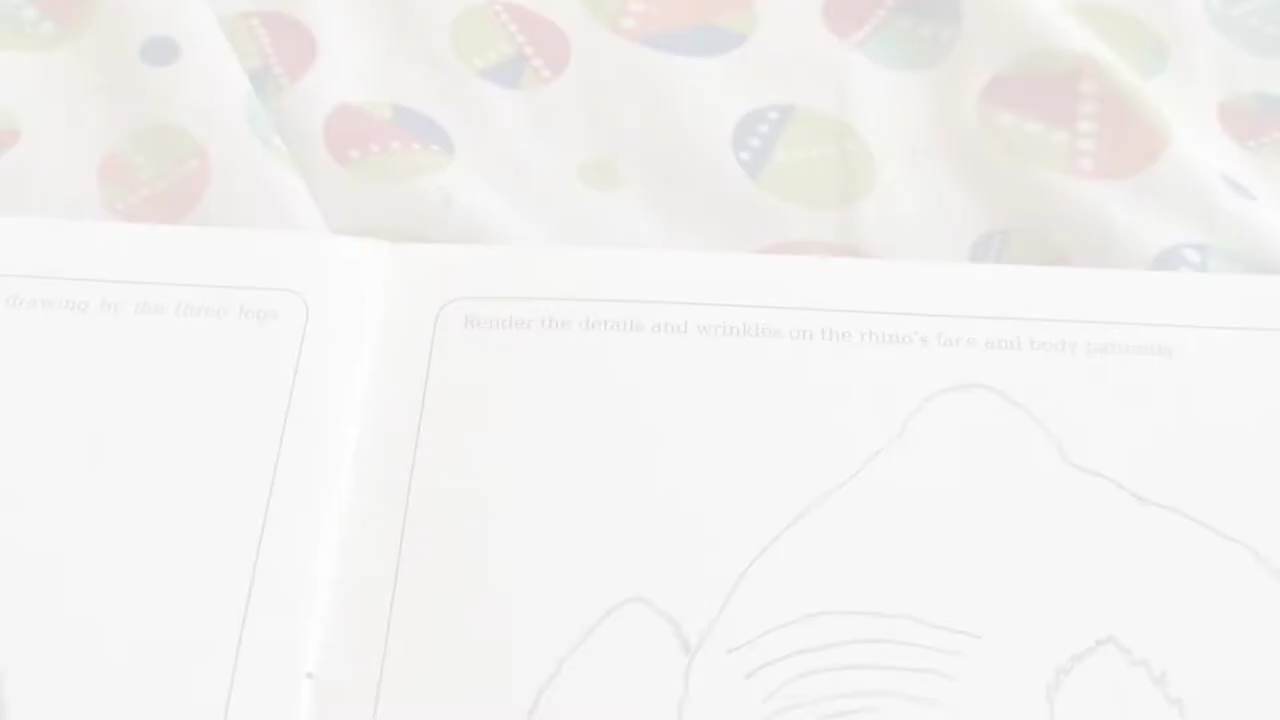 drawing by the three legs
Render the details and wrinkles on the rhino's face and body